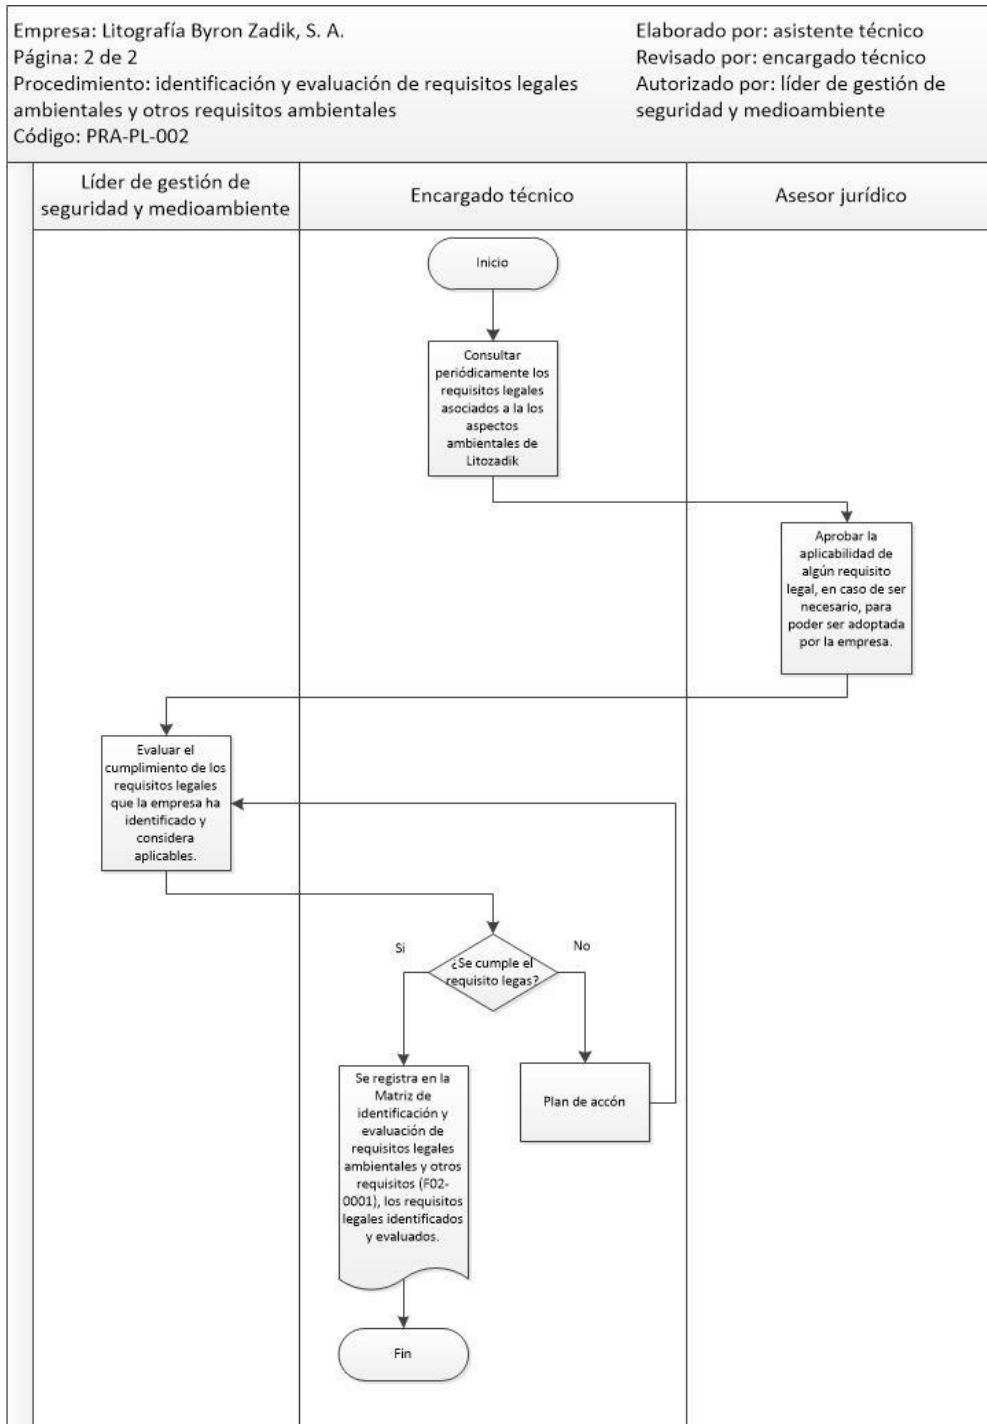 Empresa: Litografía Byron Zadik, S. A.
Página: 2 de 2
Procedimiento: identificación y evaluación de requisitos legales
ambientales y otros requisitos ambientales
Código: PRA-PL-002
Elaborado por: asistente técnico
Revisado por: encargado técnico
Autorizado por: líder de gestión de
seguridad y medioambiente
Líder de gestión de
seguridad y medioambiente
Encargado técnico
Asesor jurídico
Inicio
Consultar
periódicamente los
requisitos legales
asociados a la los
aspectos
ambientales de
Litozadik
Aprobar la
aplicabilidad de
algún requisito
legal, en caso de ser
necesario, para
poder ser adoptada
por la empresa.
Evaluar el
cumplimiento de los
requisitos legales
que la empresa ha
identificado y
considera
aplicables.
Si
No
¿Se cumple el
requisito legas?
Se registra en la
Matriz de
identificación y
evaluación de
requisitos legales
ambientales y otros
requisitos (F02-
0001), los requisitos
legales identificados
y evaluados.
Plan de accón
Fin